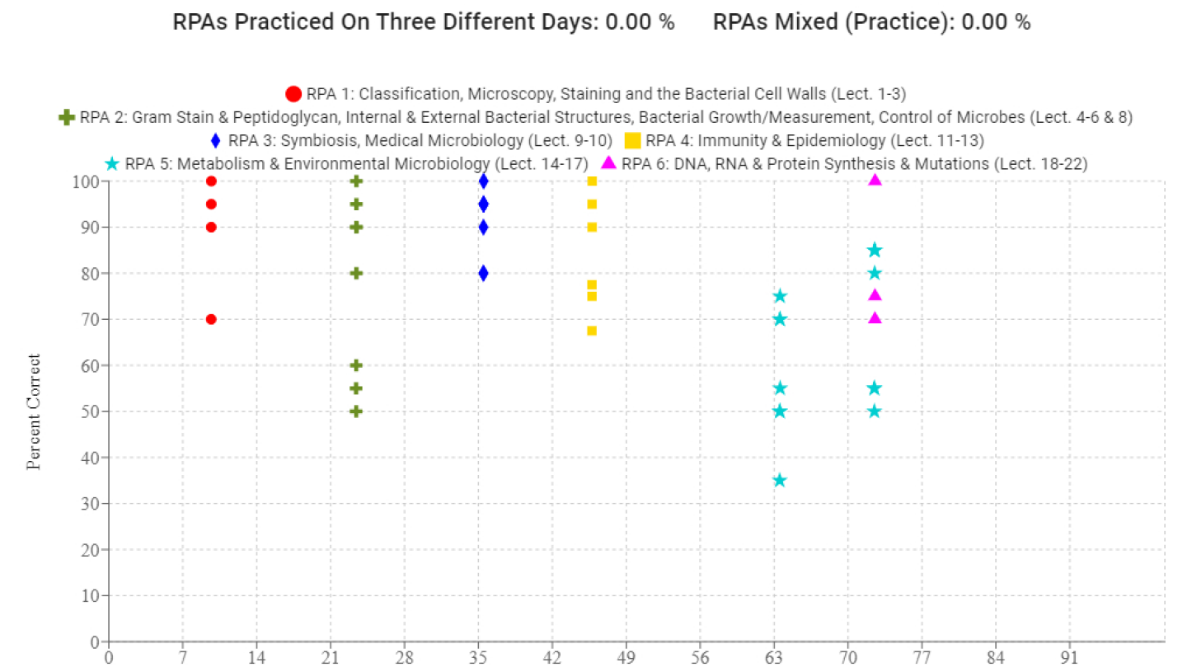 RPAs Practiced On Three Different Days: 0.00 % RPAs Mixed (Practice): 0.00 %
RPA 1: Classification, Microscopy, Staining and the Bacterial Cell Walls (Lect. 1-3)
RPA 2: Gram Stain & Peptidoglycan, Internal & External Bacterial Structures, Bacterial Growth/Measurement, Control of Microbes (Lect. 4-6 & 8)
RPA 3: Symbiosis, Medical Microbiology (Lect. 9-10) RPA 4: Immunity & Epidemiology (Lect. 11-13)
RPA 5: Metabolism & Environmental Microbiology (Lect. 14-17) RPA 6: DNA, RNA & Protein Synthesis & Mutations (Lect. 18-22)
100
90
80
70
60
50
40
30
20
10
0
Percent Correct
0 7 14 21 28 35 42 49 56 63 70 77 84 91